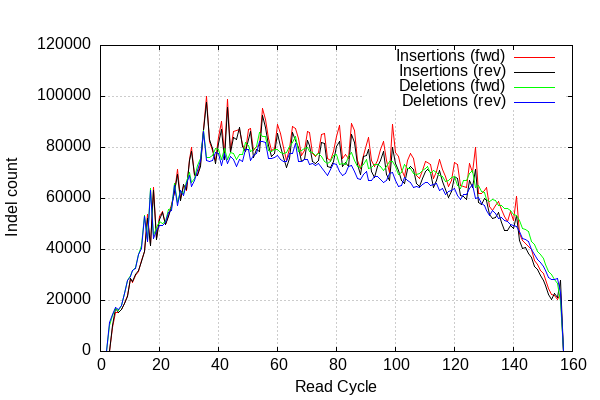 120000
100000
80000
60000
40000
20000
0
Indel count
Insertions (fwd)
Insertions (rev)
Deletions (fwd)
Deletions (rev)
0 20 40 60 80 100 120 140 160
Read Cycle